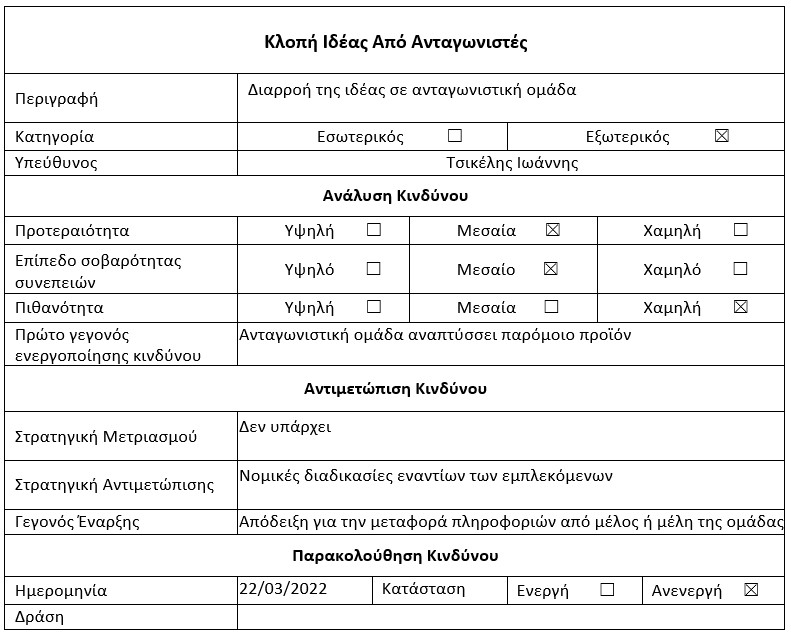 Κλοπή Ιδέας Από Ανταγωνιστές
Περιγραφή Διαρροή της ιδέας σε ανταγωνιστική ομάδα
Κατηγορία Εσωτερικός ☐ Εξωτερικός ☒
Υπεύθυνος Τσικέλης Ιωάννης
Ανάλυση Κινδύνου
Προτεραιότητα Υψηλή ☐ Μεσαία ☒ Χαμηλή ☐
Επίπεδο σοβαρότητας
συνεπειών Υψηλό ☐ Μεσαίο ☒ Χαμηλό ☐
Πιθανότητα Υψηλή ☐ Μεσαία ☐ Χαμηλή ☒
Πρώτο γεγονός
ενεργοποίησης κινδύνου Ανταγωνιστική ομάδα αναπτύσσει παρόμοιο προϊόν
Αντιμετώπιση Κινδύνου
Στρατηγική Μετριασμού Δεν υπάρχει
Στρατηγική Αντιμετώπισης Νομικές διαδικασίες εναντίων των εμπλεκόμενων
Γεγονός Έναρξης Απόδειξη για την μεταφορά πληροφοριών από μέλος ή μέλη της ομάδας
Παρακολούθηση Κινδύνου
Ημερομηνία 22/03/2022 Κατάσταση Ενεργή ☐ Ανενεργή ☒
Δράση